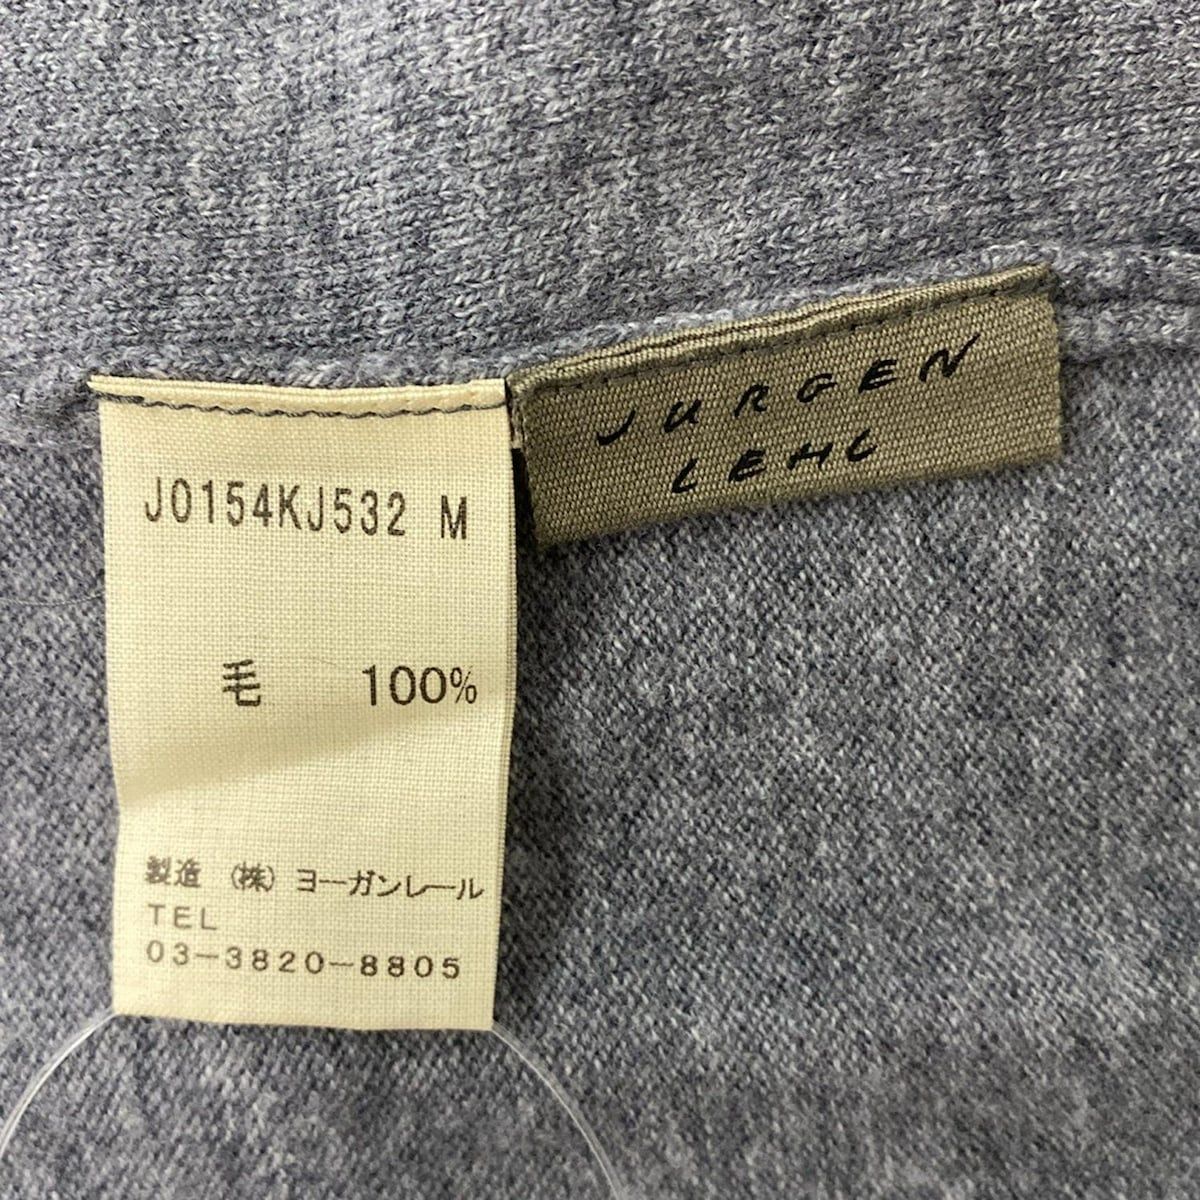 JURGEN
LEHL
J0154KJ532 M
毛 100%
製造 (株) ヨーガンレール
TEL
03-3820-8805